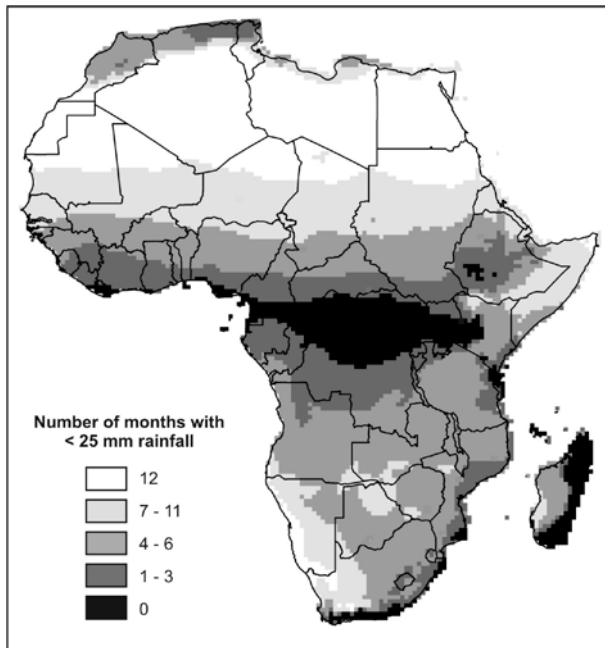 Number of months with
< 25 mm rainfall
12
7 - 11
4 - 6
1 - 3
0